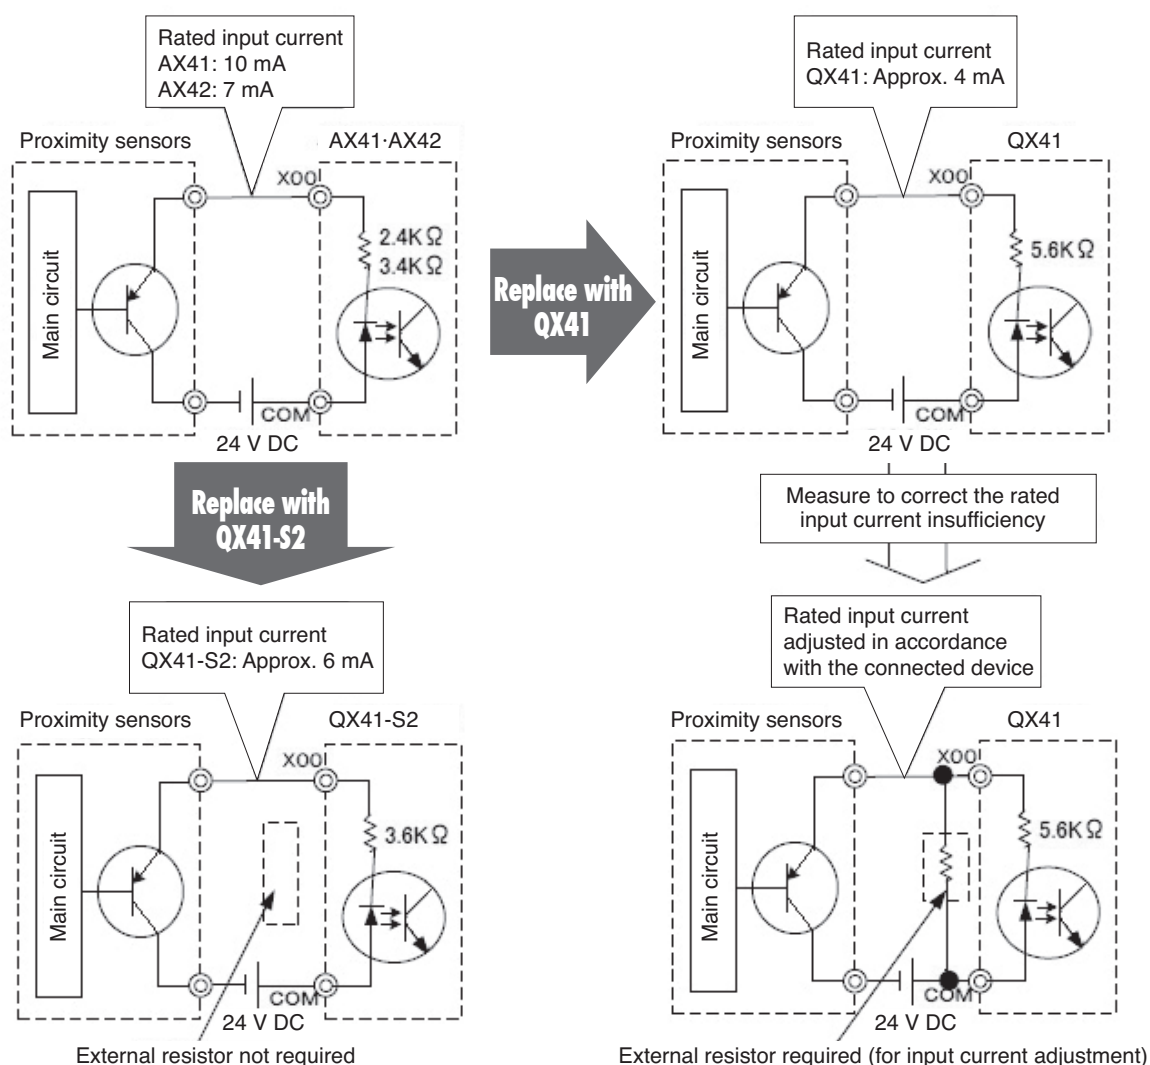 Rated input current
AX41: 10 mA
AX42: 7 mA
Proximity sensors
AX41·AX42
X00
Main circuit
2.4KΩ
3.4KΩ
COM
24 V DC
Replace with
QX41
Rated input current
QX41: Approx. 4 mA
Proximity sensors
QX41
X00
Main circuit
5.6KΩ
COM
24 V DC
Replace with
QX41-S2
Measure to correct the rated
input current insufficiency
Rated input current
QX41-S2: Approx. 6 mA
Proximity sensors
QX41-S2
X00
Main circuit
3.6KΩ
COM
24 V DC
External resistor not required
Rated input current
adjusted in accordance
with the connected device
Proximity sensors
QX41
X00
Main circuit
5.6KΩ
COM
24 V DC
External resistor required (for input current adjustment)